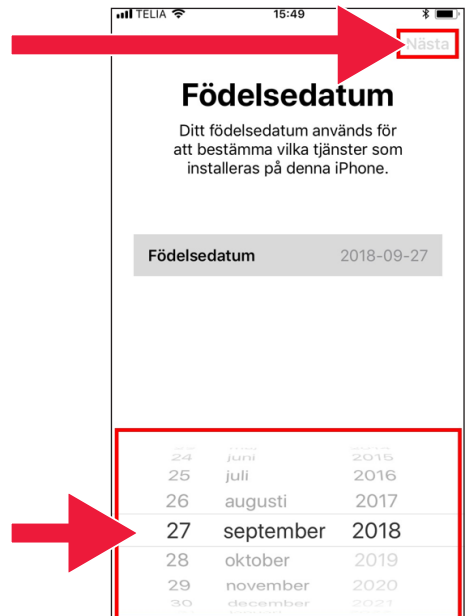 TELIA 15:49
Nästa
Födelsedatum
Ditt födelsedatum används för
att bestämma vilka tjänster som
installeras på denna iPhone.
Födelsedatum 2018-09-27
24 juni 2015
25 juli 2016
26 augusti 2017
27 september 2018
28 oktober 2019
29 november 2020
30 december 2021